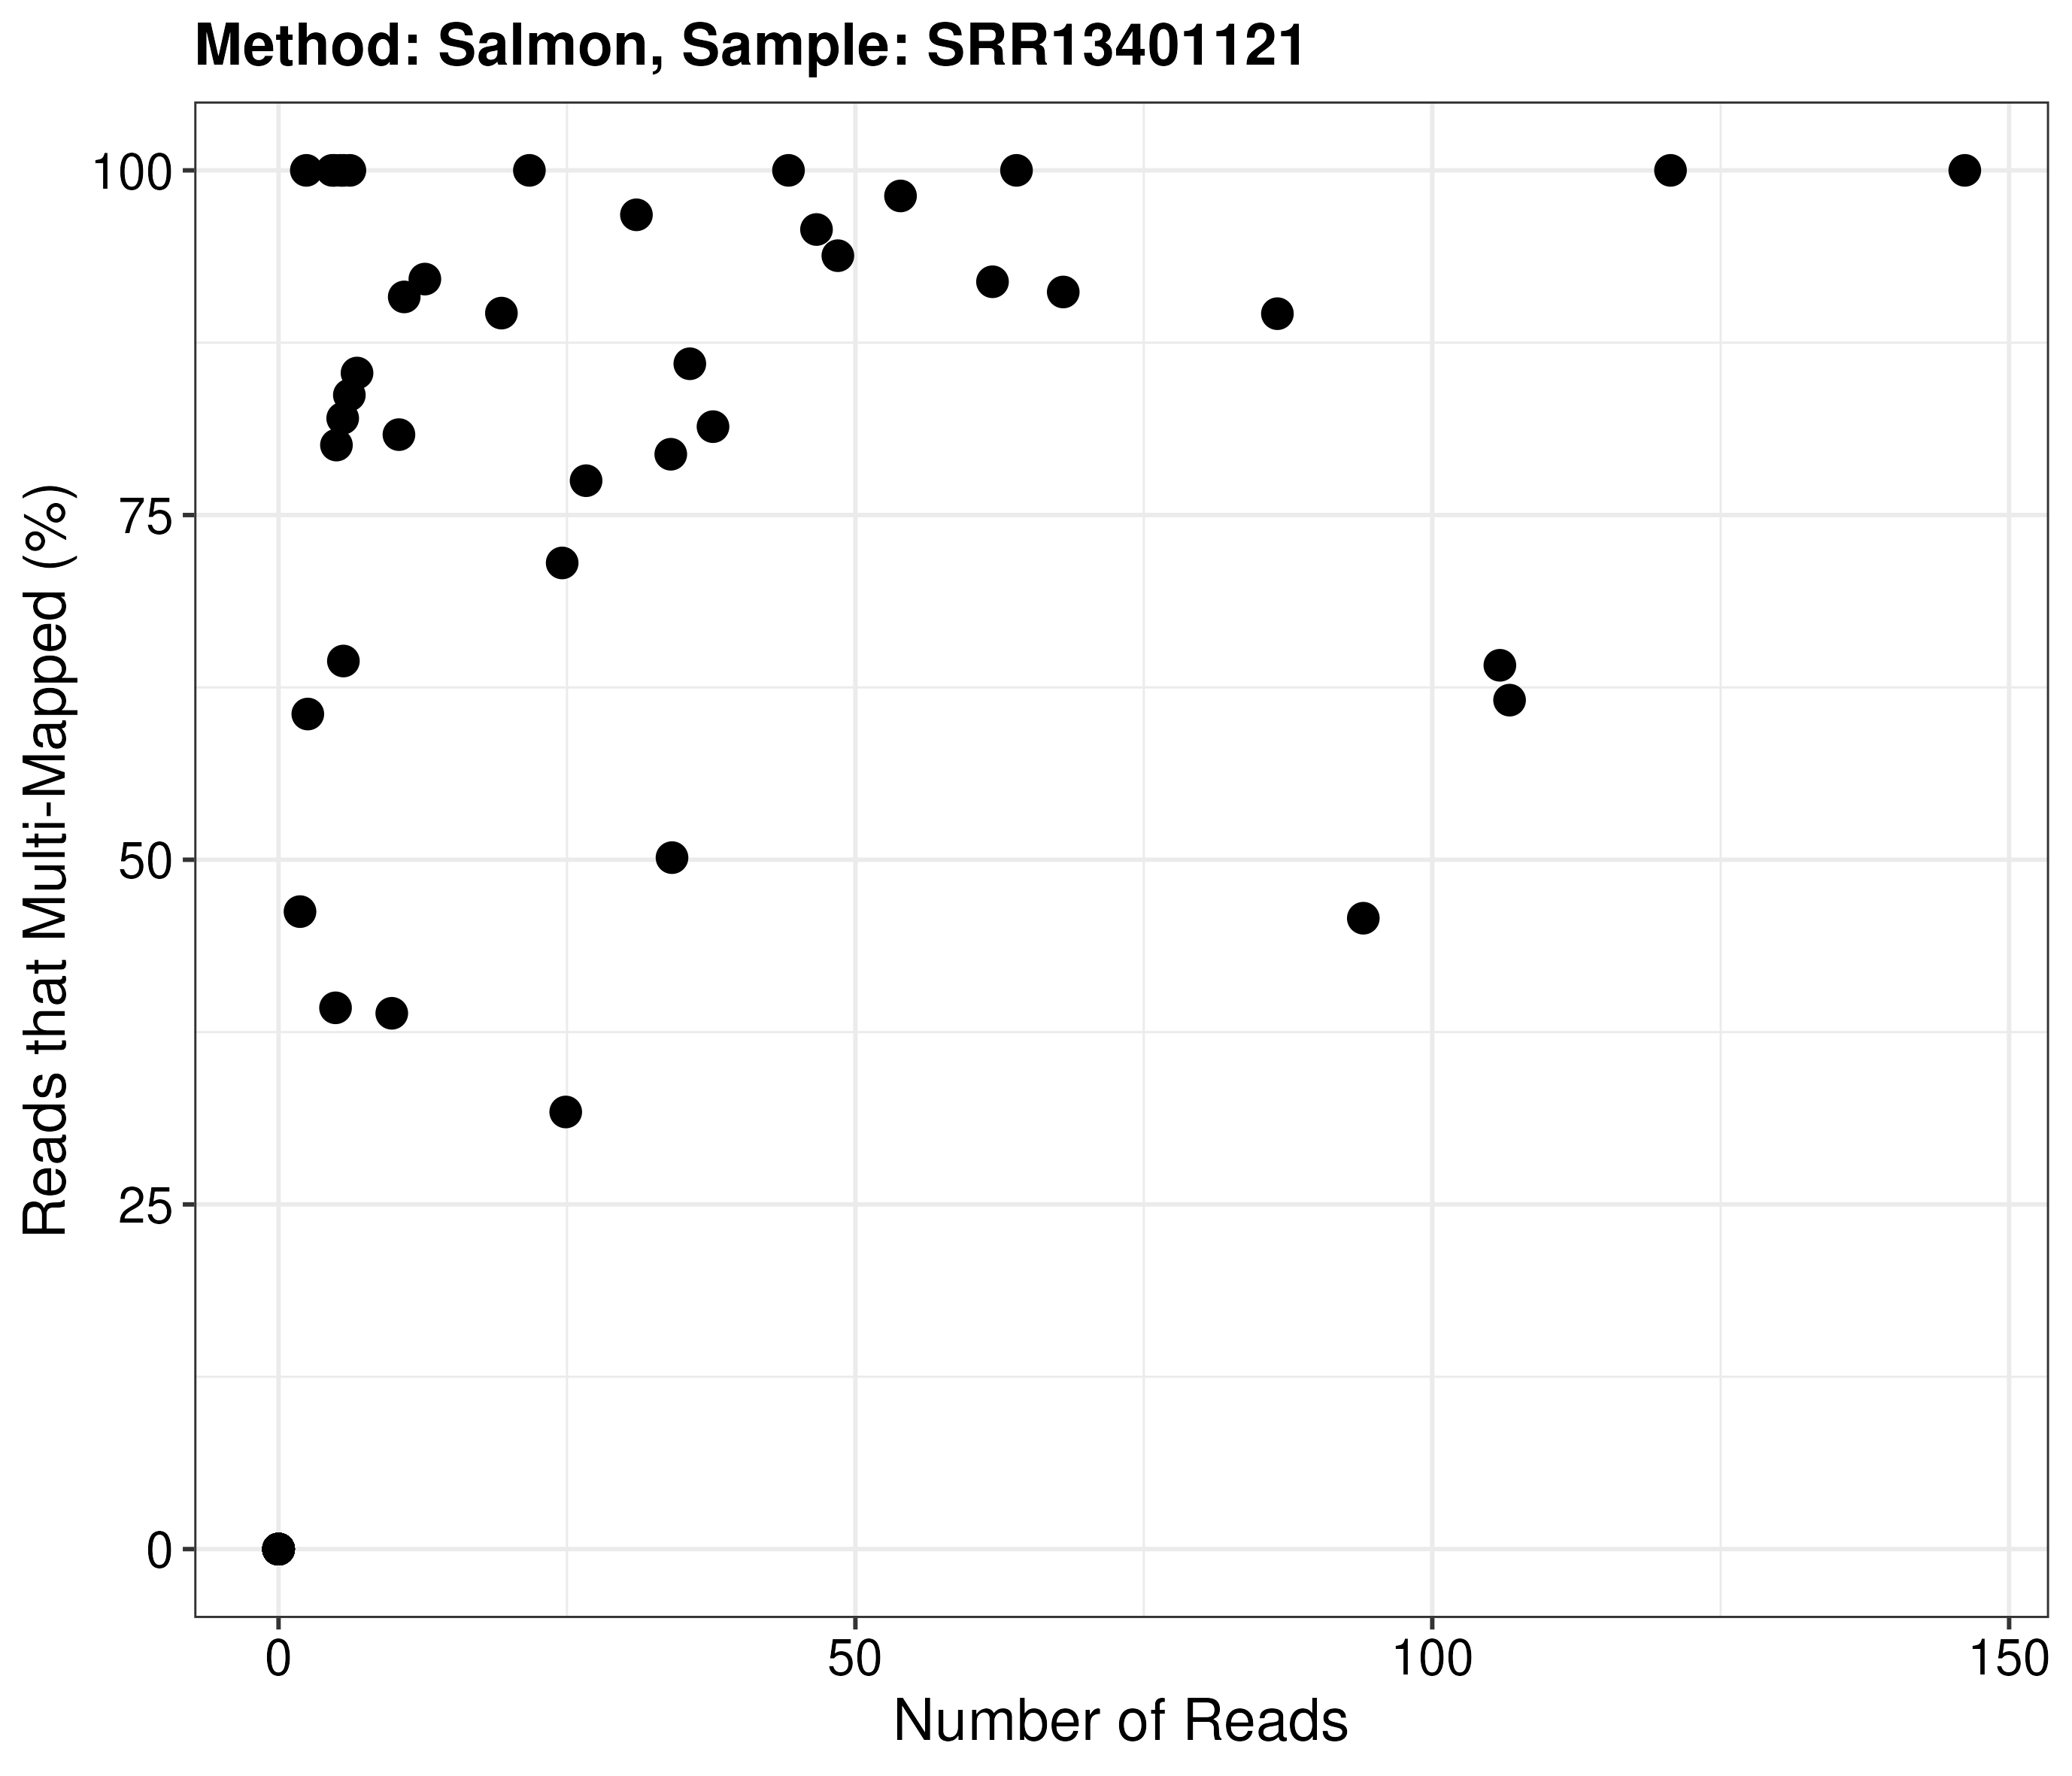 Method: Salmon, Sample: SRR13401121
Reads that Multi-Mapped (%)
100
75
50
25
0
0 50 100 150
Number of Reads